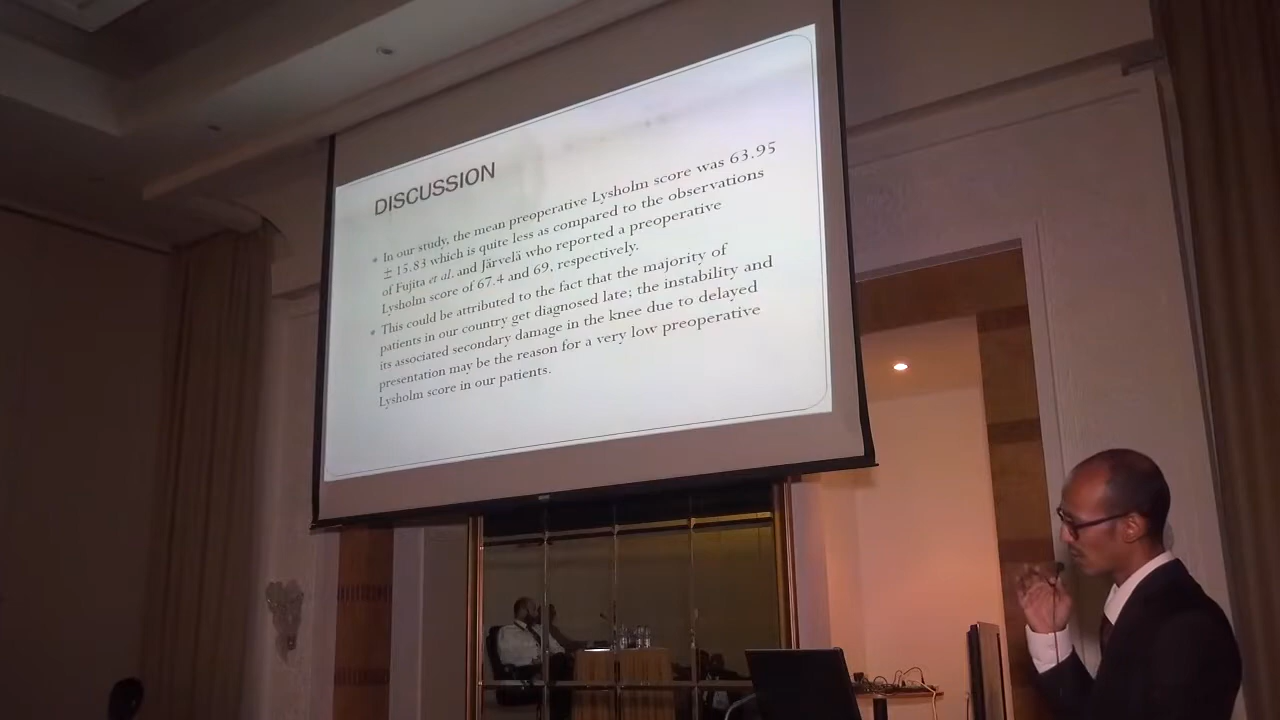 DISCUSSION
• In our study, the mean preoperative Lysholm score was 63.95
± 15.83 which is quite less as compared to the observations
of Fujita et al. and Järvelä who reported a preoperative
Lysholm score of 67.4 and 69, respectively.
• This could be attributed to the fact that the majority of
patients in our country get diagnosed late; the instability and
its associated secondary damage in the knee due to delayed
presentation may be the reason for a very low preoperative
Lysholm score in our patients.